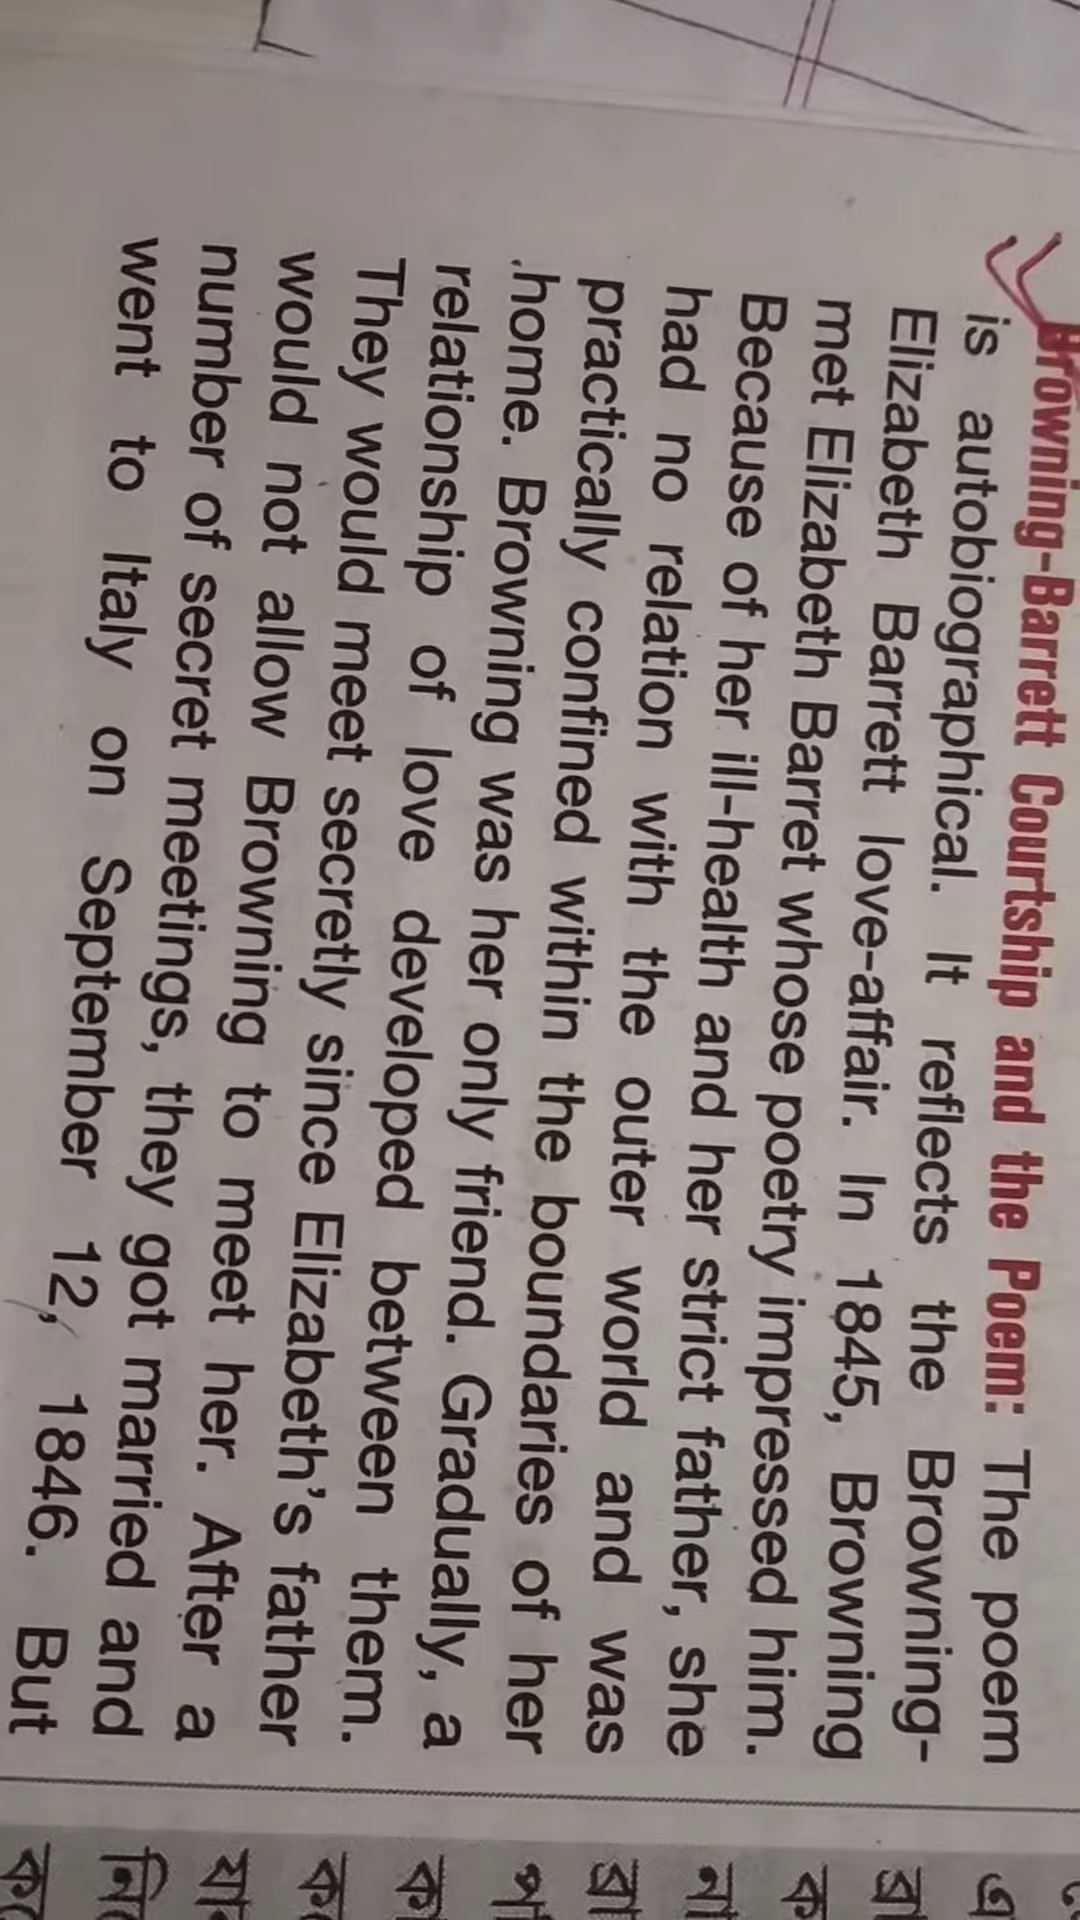 Browning-Barrett Courtship and the Poem: The poem
is autobiographical. It reflects the Browning-
Elizabeth Barrett love-affair. In 1845, Browning
met Elizabeth Barret whose poetry impressed him.
Because of her ill-health and her strict father, she
had no relation with the outer world and was
practically confined within the boundaries of her
home. Browning was her only friend. Gradually, a
relationship of love developed between them.
They would meet secretly since Elizabeth's father
would not allow Browning to meet her. After a
number of secret meetings, they got married and
went to Italy on September 12, 1846. But